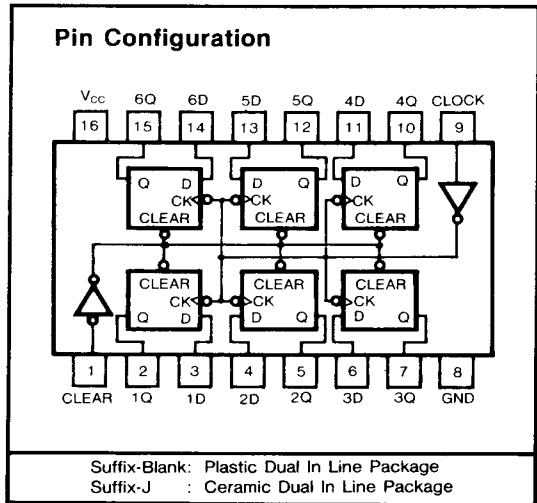 Pin Configuration
VCC 6Q 6D 5D 5Q 4D 4Q CLOCK
16 15 14 13 12 11 10 9
Q D D Q D Q
CK CK CK
CLEAR CLEAR CLEAR
CLEAR CLEAR CLEAR
CK CK CK
Q D D Q D Q
1 2 3 4 5 6 7 8
CLEAR 1Q 1D 2D 2Q 3D 3Q GND
Suffix-Blank: Plastic Dual In Line Package
Suffix-J : Ceramic Dual In Line Package